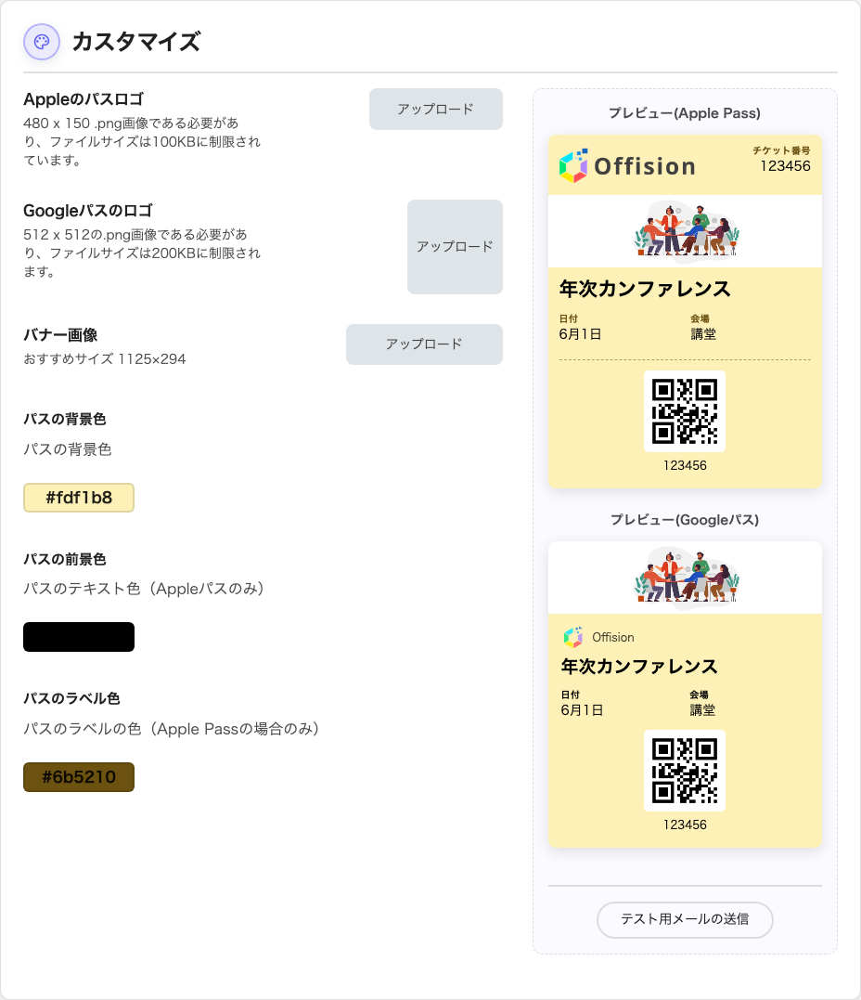 カスタマイズ
Appleのパスロゴ
480 x 150 .png画像である必要があ
り、ファイルサイズは100KBに制限され
ています。
アップロード
Googleパスのロゴ
512 x 512の.png画像である必要があ
り、ファイルサイズは200KBに制限され
ます。
アップロード
バナー画像
おすすめサイズ 1125×294
アップロード
パスの背景色
パスの背景色
#fdf1b8
パスの前景色
パスのテキスト色（Appleパスのみ）
パスのラベル色
パスのラベルの色（Apple Passの場合のみ）
#6b5210
プレビュー(Apple Pass)
Offision
チケット番号
123456
年次カンファレンス
日付 会場
6月1日 講堂
123456
プレビュー(Googleパス)
Offision
年次カンファレンス
日付 会場
6月1日 講堂
123456
テスト用メールの送信